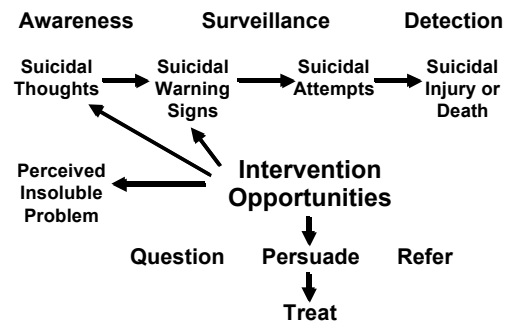 Awareness Surveillance Detection
Suicidal Suicidal Suicidal Suicidal
Thoughts Warning Attempts Injury or
Signs Death
Perceived Intervention
Insoluble Opportunities
Problem
Question Persuade Refer
Treat